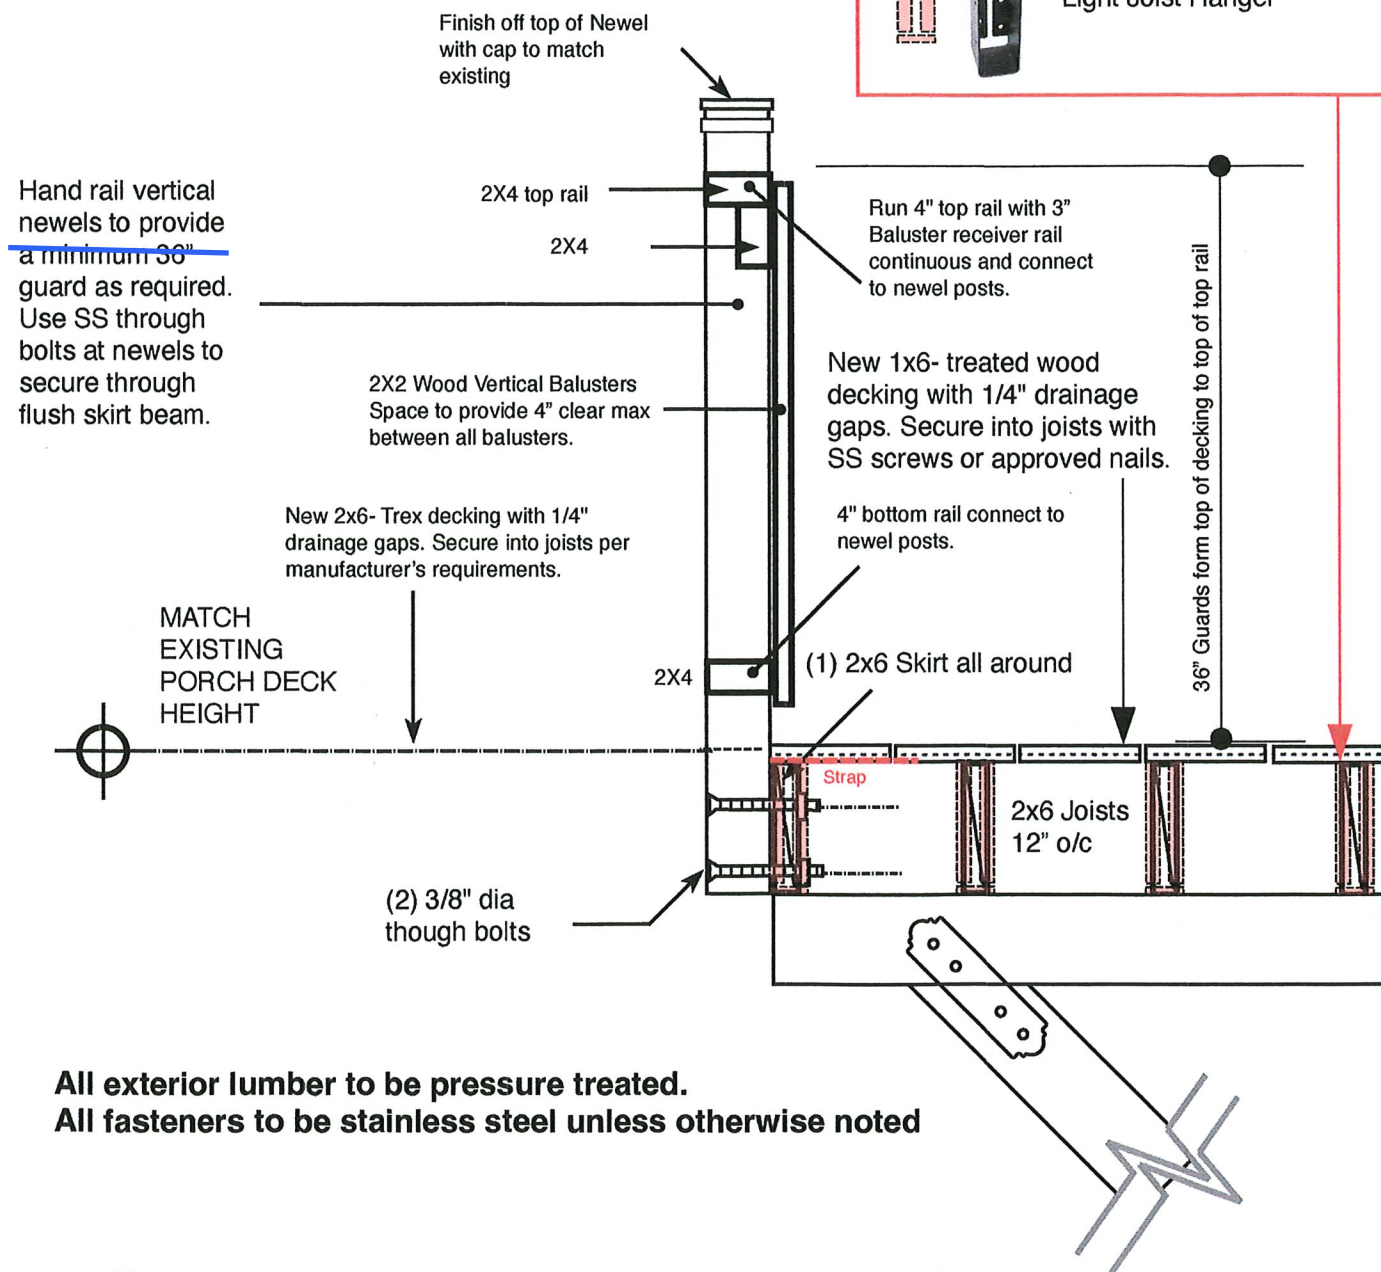 Light Joist Hanger
Finish off top of Newel
with cap to match
existing
Hand rail vertical
newels to provide
a minimum 36"
guard as required.
Use SS through
bolts at newels to
secure through
flush skirt beam.
2X4 top rail
2X4
Run 4" top rail with 3"
Baluster receiver rail
continuous and connect
to newel posts.
36" Guards form top of decking to top of top rail
2X2 Wood Vertical Balusters
Space to provide 4" clear max
between all balusters.
New 1x6- treated wood
decking with 1/4" drainage
gaps. Secure into joists with
SS screws or approved nails.
New 2x6- Trex decking with 1/4"
drainage gaps. Secure into joists per
manufacturer's requirements.
4" bottom rail connect to
newel posts.
MATCH
EXISTING
PORCH DECK
HEIGHT
2X4
(1) 2x6 Skirt all around
Strap
2x6 Joists
12" o/c
(2) 3/8" dia
though bolts
All exterior lumber to be pressure treated.
All fasteners to be stainless steel unless otherwise noted